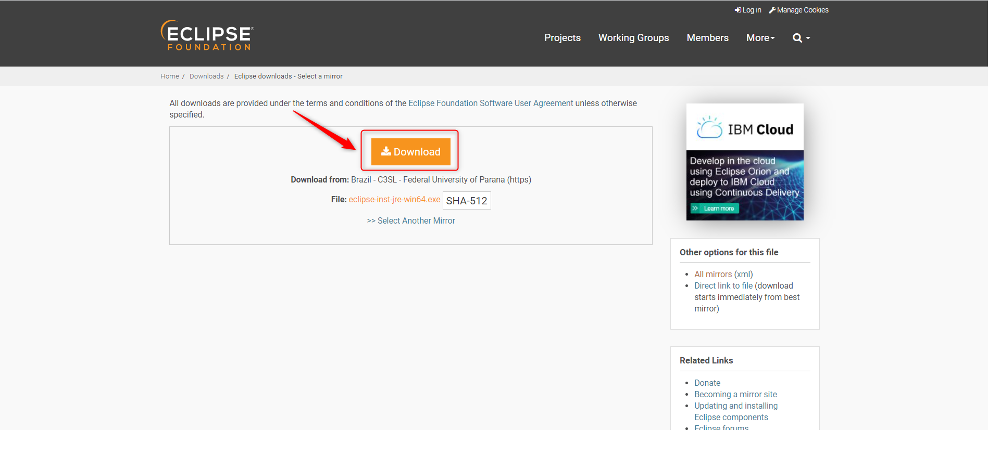 Log in Manage Cookies
ECLIPSE®
FOUNDATION
Projects Working Groups Members More
Home / Downloads / Eclipse downloads - Select a mirror
All downloads are provided under the terms and conditions of the Eclipse Foundation Software User Agreement unless otherwise
specified.
Download
Download from: Brazil - C3SL - Federal University of Parana (https)
File: eclipse-inst-jre-win64.exe SHA-512
>> Select Another Mirror
IBM Cloud
Develop in the cloud
using Eclipse Orion and
deploy to IBM Cloud
using Continuous Delivery
>> Learn more
Other options for this file
• All mirrors (xml)
• Direct link to file (download
starts immediately from best
mirror)
Related Links
• Donate
• Becoming a mirror site
• Updating and installing
Eclipse components
• Eclipse forums